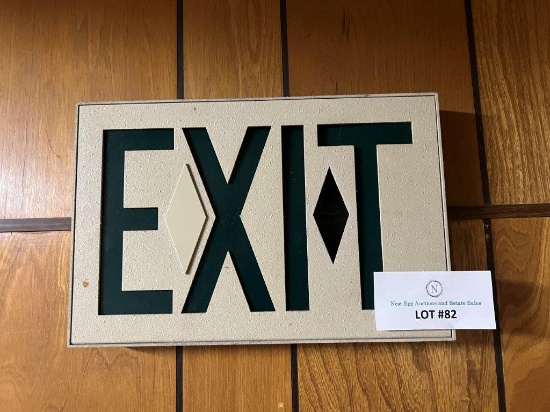 EXIT
N
Nest Egg Auctions and Estate Sales
LOT #82